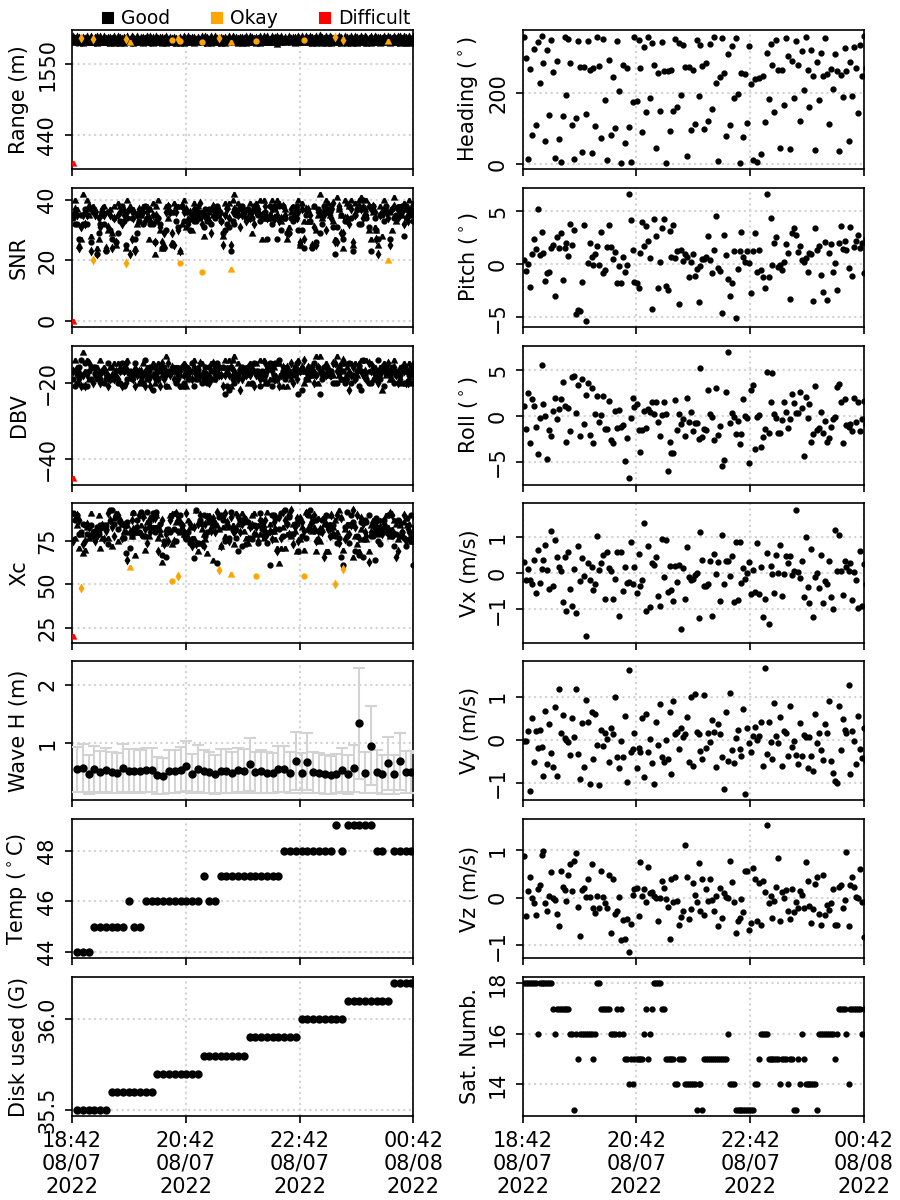 Good Okay Difficult
Range (m)
1550
440
Heading (°)
200
0
SNR
40
20
0
Pitch (°)
5
0
−5
DBV
−20
−40
Roll (°)
5
0
−5
Xc
75
50
25
Vx (m/s)
1
0
−1
Wave H (m)
2
1
Vy (m/s)
1
0
−1
Temp (°C)
48
46
44
Vz (m/s)
1
0
−1
Disk used (G)
36.0
35.5
Sat. Numb.
18
16
14
18:42 20:42 22:42 00:42 18:42 20:42 22:42 00:42
08/07 08/07 08/07 08/08 08/07 08/07 08/07 08/08
2022 2022 2022 2022 2022 2022 2022 2022